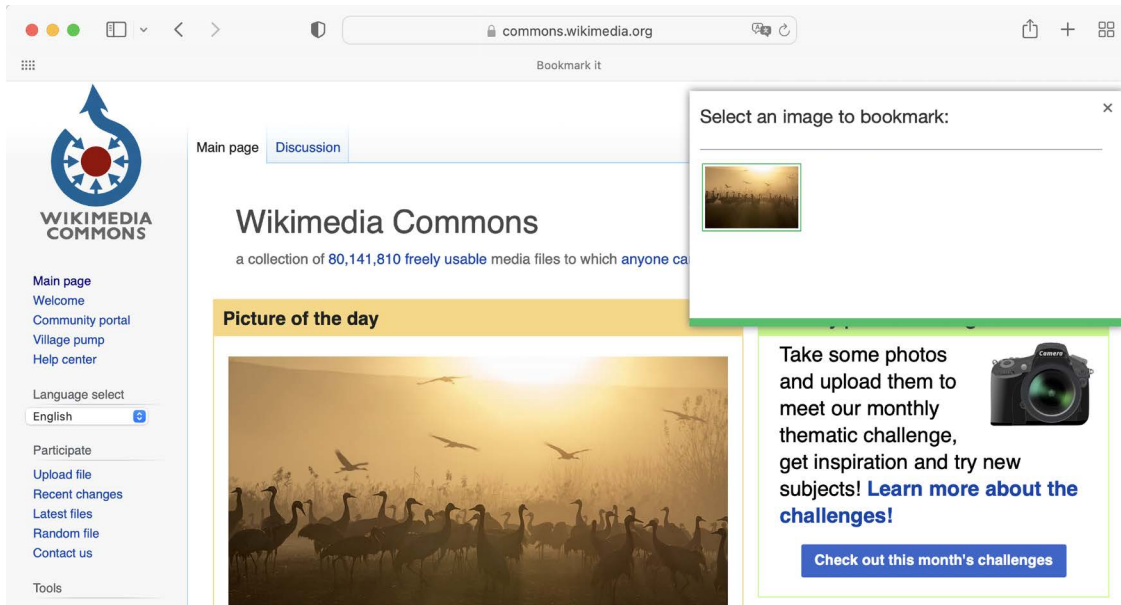 commons.wikimedia.org
Bookmark it
WIKIMEDIA
COMMONS
Main page
Welcome
Community portal
Village pump
Help center
Language select
English
Participate
Upload file
Recent changes
Latest files
Random file
Contact us
Tools
Main page
Discussion
Wikimedia Commons
a collection of 80,141,810 freely usable media files to which anyone
Picture of the day
Select an image to bookmark:
×
Take some photos
and upload them to
meet our monthly
thematic challenge,
get inspiration and try new
subjects! Learn more about the
challenges!
Camera
Check out this month's challenges